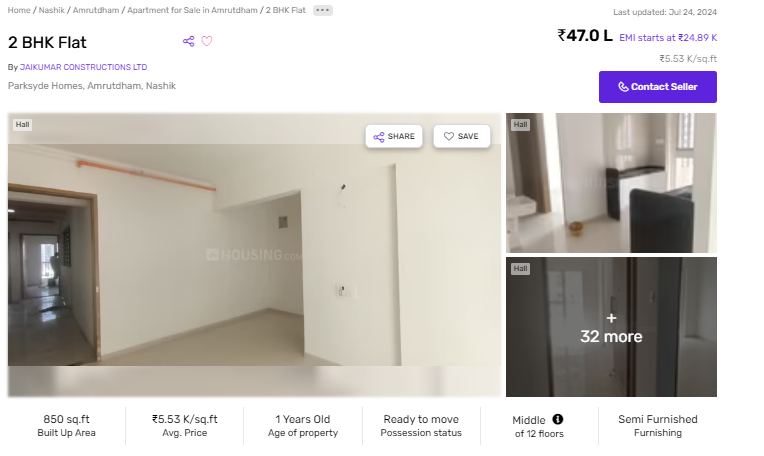 Home / Nashik / Amrutdham / Apartment for Sale in Amrutdham / 2 BHK Flat
Last updated: Jul 24, 2024
2 BHK Flat
₹47.0 L EMI starts at ₹24.89 K
By JAIKUMAR CONSTRUCTIONS LTD
₹5.53 K/sq.ft
Parksyde Homes, Amrutdham, Nashik
Contact Seller
Hall
SHARE
SAVE
HOUSING.COM
Hall
HOUSING
Hall
+
32 more
850 sq.ft
Built Up Area
₹5.53 K/sq.ft
Avg. Price
1 Years Old
Age of property
Ready to move
Possession status
Middle
of 12 floors
Semi Furnished
Furnishing